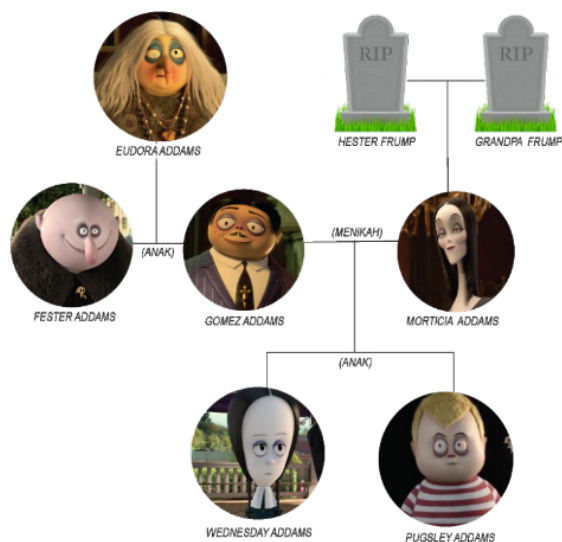 RIP
RIP
EUDORA ADDAMS
HESTER FRUMP
GRANDPA FRUMP
(ANAK)
(MENIKAH)
FESTER ADDAMS
GOMEZ ADDAMS
MORTICIA ADDAMS
(ANAK)
WEDNESDAY ADDAMS
PUGSLEY ADDAMS